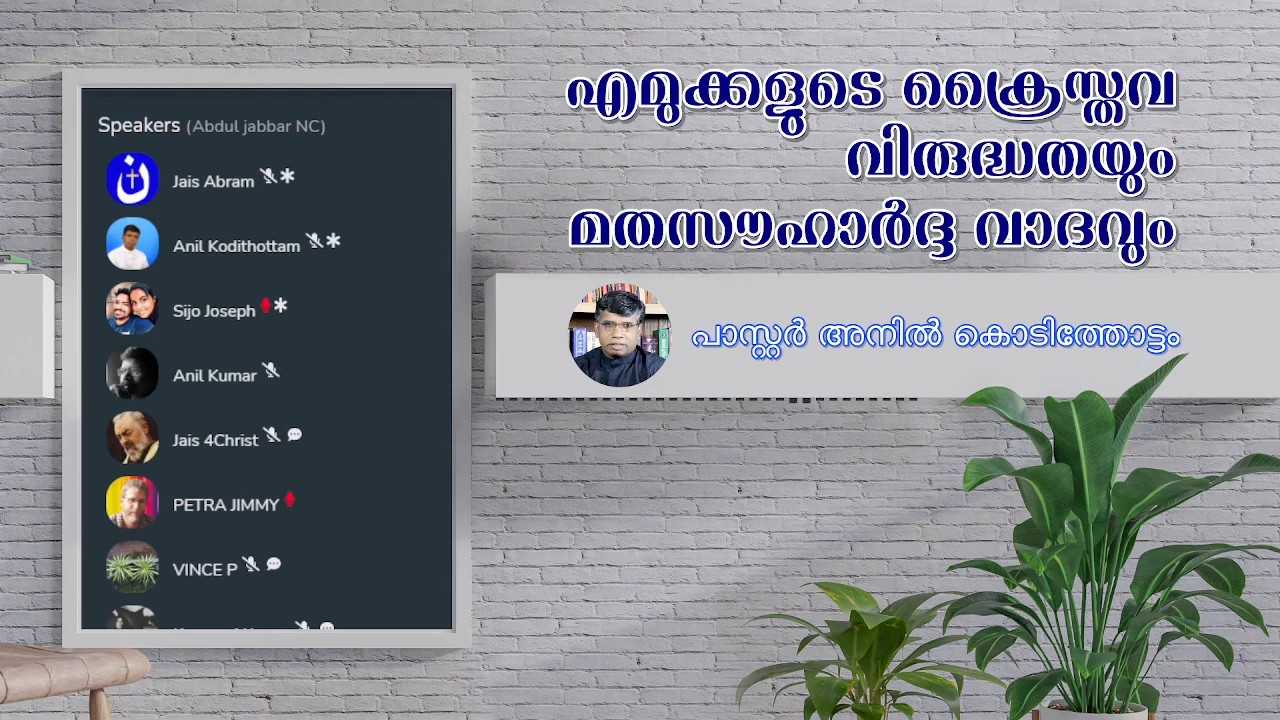 എമുക്കളുടെ ക്രൈസ്തവ
വിരുദ്ധതയും
മതസൗഹാർദ്ദ വാദവും
പാസ്റ്റർ അനിൽ കൊടിത്തോട്ടം
Speakers (Abdul jabbar NC)
Jais Abram
Anil Kodithottam
Sijo Joseph
Anil Kumar
Jais 4Christ
PETRA JIMMY
VINCE P